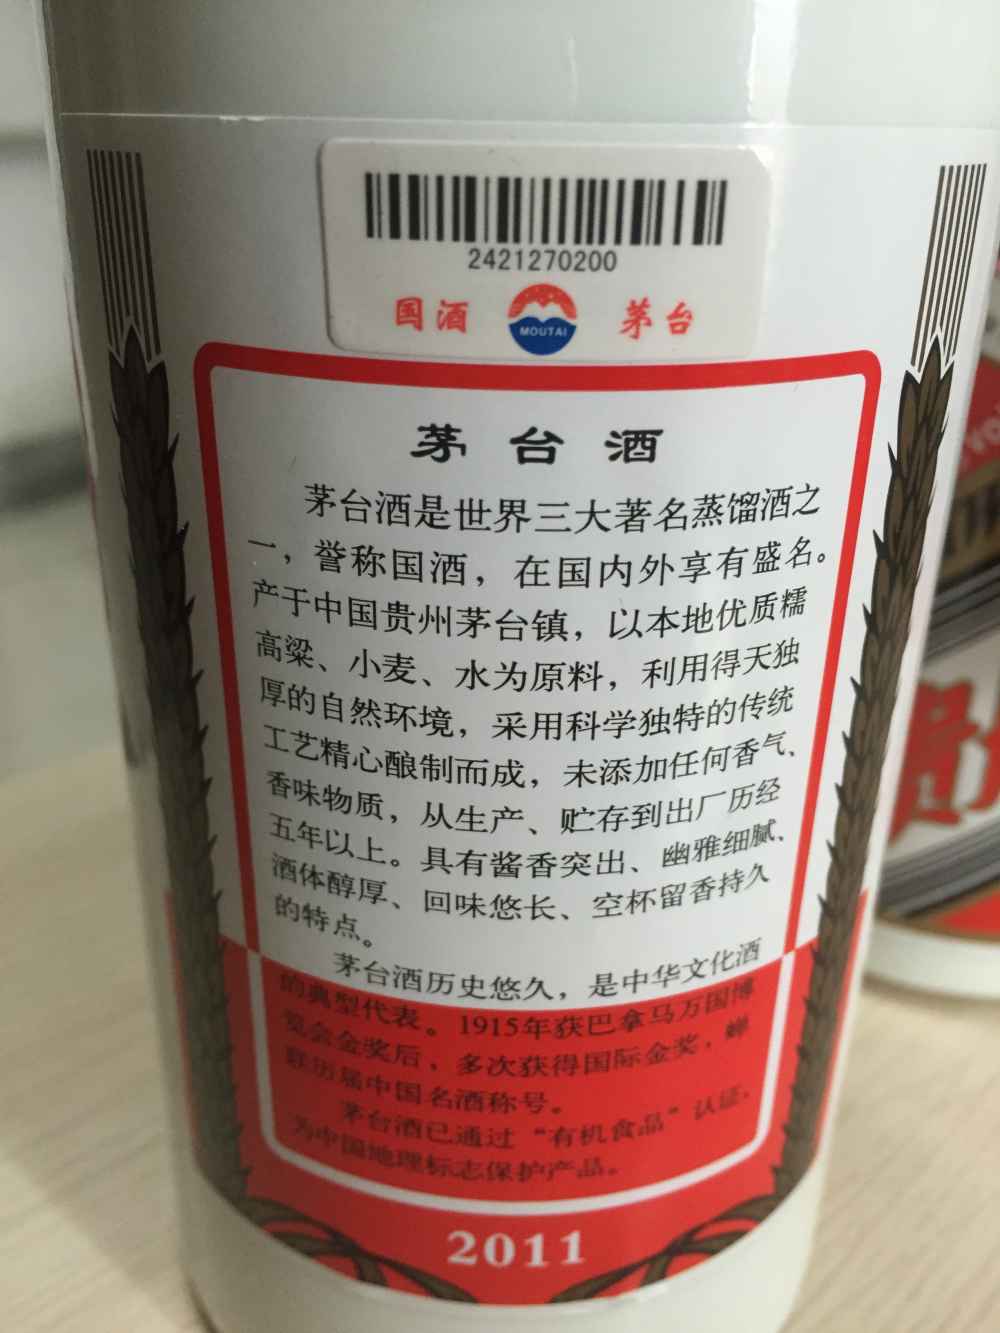 2421270200
国酒 MOUTAI 茅台
茅台酒
茅台酒是世界三大著名蒸馏酒之
一，誉称国酒，在国内外享有盛名。
产于中国贵州茅台镇，以本地优质糯
高粱、小麦、水为原料，利用得天独
厚的自然环境，采用科学独特的传统
工艺精心酿制而成，未添加任何香气、
香味物质，从生产、贮存到出厂历经
五年以上。具有酱香突出、幽雅细腻、
酒体醇厚、回味悠长、空杯留香持久
的特点。
茅台酒历史悠久，是中华文化酒
的典型代表。1915年获巴拿马万国博
览会金奖后，多次获得国际金奖，蝉
联历届中国名酒称号。
茅台酒已通过“有机食品”认证，
为中国地理标志保护产品。
2011
贵